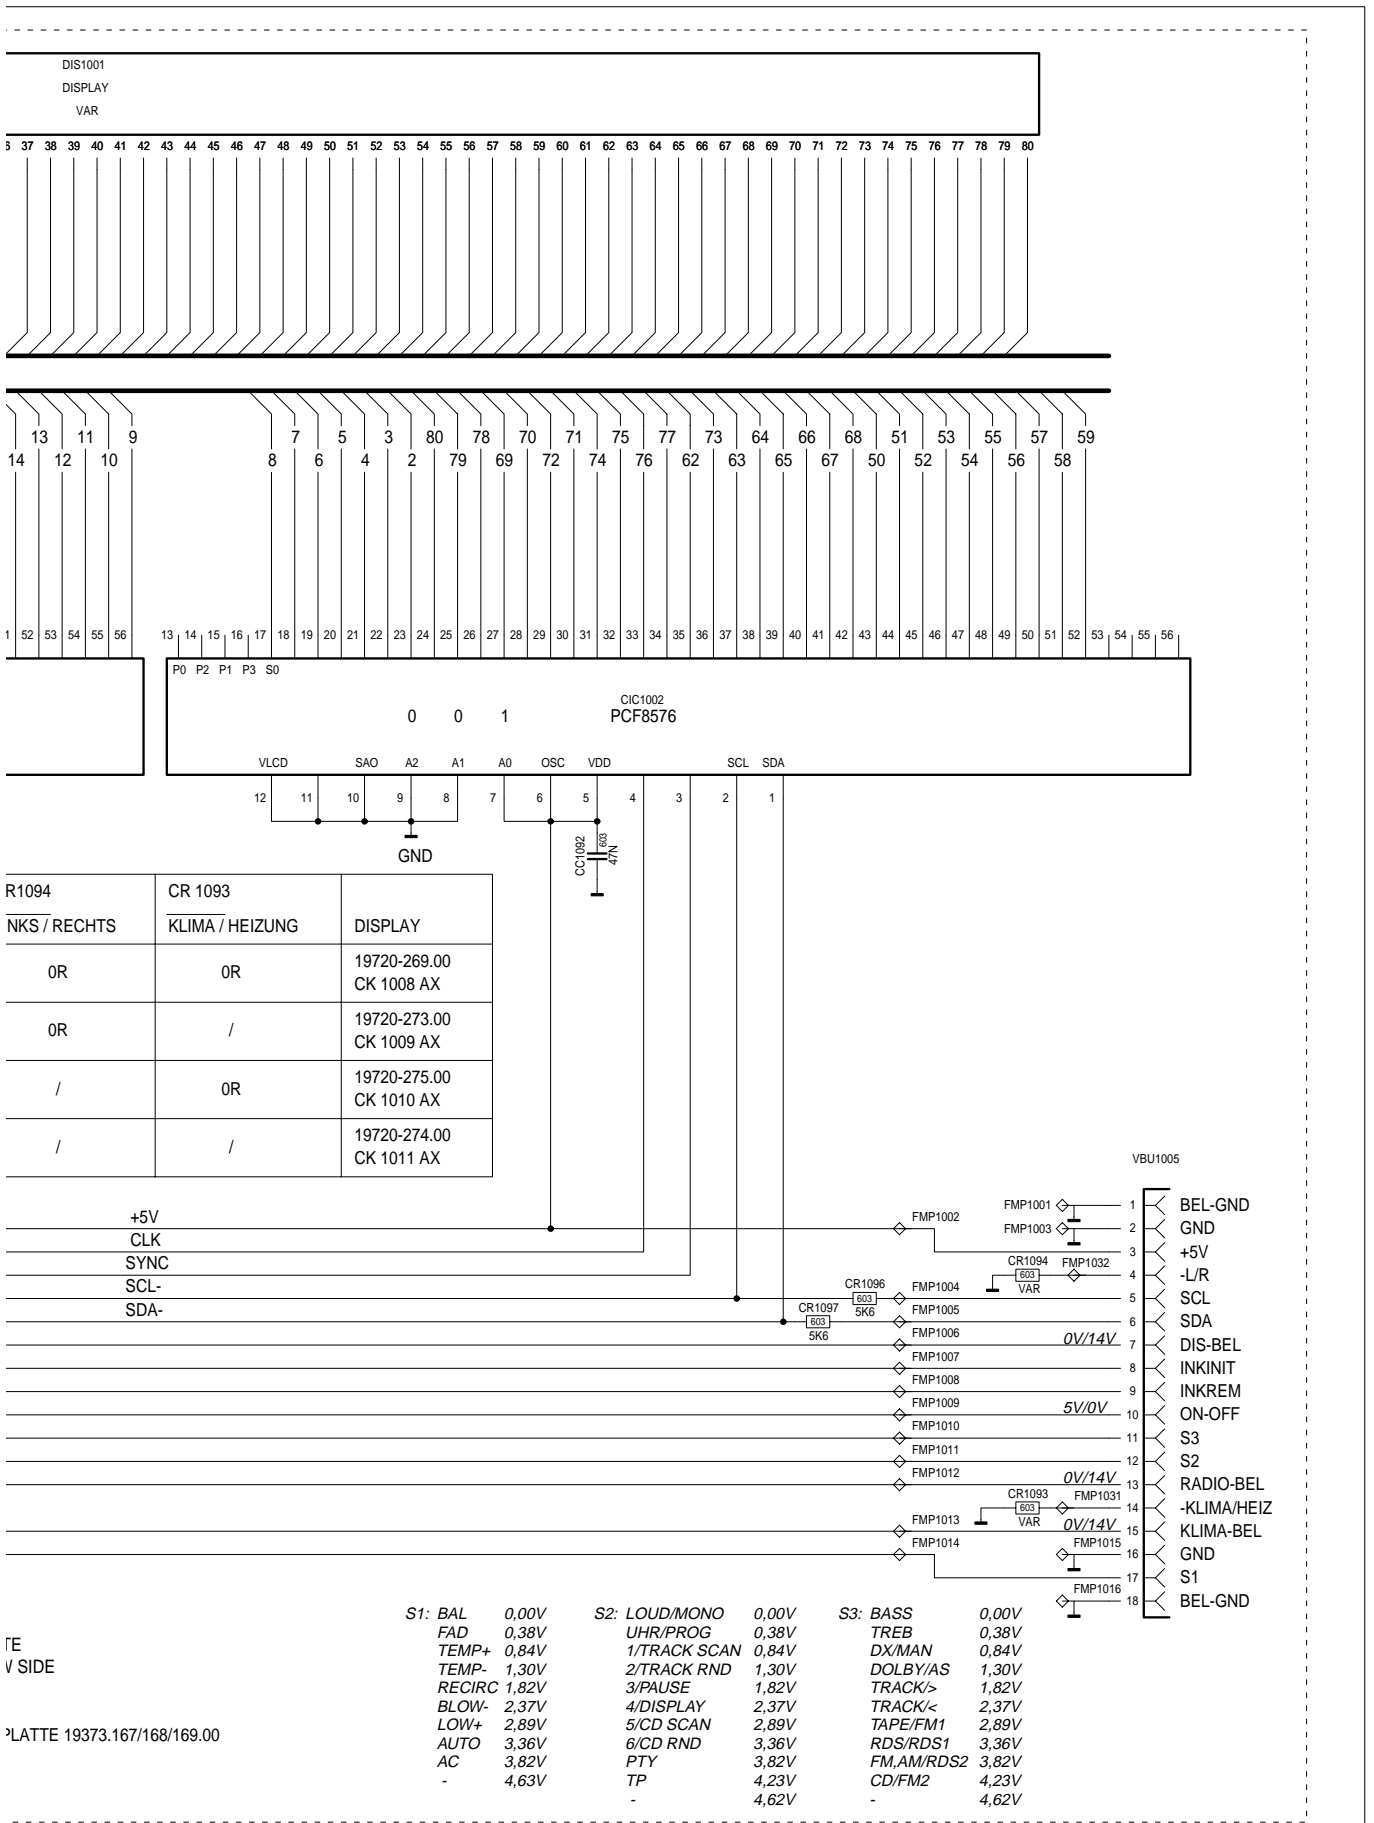 DIS1001
DISPLAY
VAR
37 38 39 40 41 42 43 44 45 46 47 48 49 50 51 52 53 54 55 56 57 58 59 60 61 62 63 64 65 66 67 68 69 70 71 72 73 74 75 76 77 78 79 80
13 11 9 7 5 3 80 78 70 71 75 77 73 64 66 68 51 53 55 57 59
14 12 10 8 6 4 2 79 69 72 74 76 62 63 65 67 50 52 54 56 58
1 52 53 54 55 56 13 14 15 16 17 18 19 20 21 22 23 24 25 26 27 28 29 30 31 32 33 34 35 36 37 38 39 40 41 42 43 44 45 46 47 48 49 50 51 52 53 54 55 56
P0 P2 P1 P3 S0
CIC1002
0 0 1 PCF8576
VLCD SAO A2 A1 A0 OSC VDD SCL SDA
12 11 10 9 8 7 6 5 4 3 2 1
GND
CC1092
603
47N
R1094 CR 1093
NKS / RECHTS KLIMA / HEIZUNG DISPLAY
0R 0R 19720-269.00
CK 1008 AX
0R / 19720-273.00
CK 1009 AX
/ 0R 19720-275.00
CK 1010 AX
/ / 19720-274.00
CK 1011 AX
VBU1005
FMP1001 1 BEL-GND
+5V FMP1002
FMP1003 2 GND
CLK 3 +5V
SYNC CR1094 603 VAR FMP1032 4 -L/R
SCL- CR1096 603 5K6 FMP1004 5 SCL
SDA- CR1097 603 5K6 FMP1005 6 SDA
FMP1006 0V/14V 7 DIS-BEL
FMP1007 8 INKINIT
FMP1008 9 INKREM
FMP1009 5V/0V 10 ON-OFF
FMP1010 11 S3
FMP1011 12 S2
FMP1012 0V/14V 13 RADIO-BEL
CR1093 603 VAR FMP1031 14 -KLIMA/HEIZ
FMP1013 0V/14V 15 KLIMA-BEL
FMP1014 FMP1015 16 GND
17 S1
FMP1016 18 BEL-GND
S1: BAL 0,00V S2: LOUD/MONO 0,00V S3: BASS 0,00V
FAD 0,38V UHR/PROG 0,38V TREB 0,38V
TEMP+ 0,84V 1/TRACK SCAN 0,84V DX/MAN 0,84V
TEMP- 1,30V 2/TRACK RND 1,30V DOLBY/AS 1,30V
RECIRC 1,82V 3/PAUSE 1,82V TRACK/> 1,82V
BLOW- 2,37V 4/DISPLAY 2,37V TRACK/< 2,37V
LOW+ 2,89V 5/CD SCAN 2,89V TAPE/FM1 2,89V
AUTO 3,36V 6/CD RND 3,36V RDS/RDS1 3,36V
AC 3,82V PTY 3,82V FM,AM/RDS2 3,82V
- 4,63V TP 4,23V CD/FM2 4,23V
- 4,62V - 4,62V
TE
SIDE
PLATTE 19373.167/168/169.00